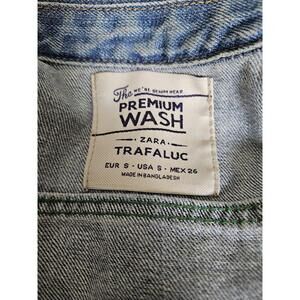 The WE'RE DENIM WEAR
PREMIUM
WASH
· ZARA ·
TRAFALUC
EUR S · USA S · MEX 26
MADE IN BANGLADESH